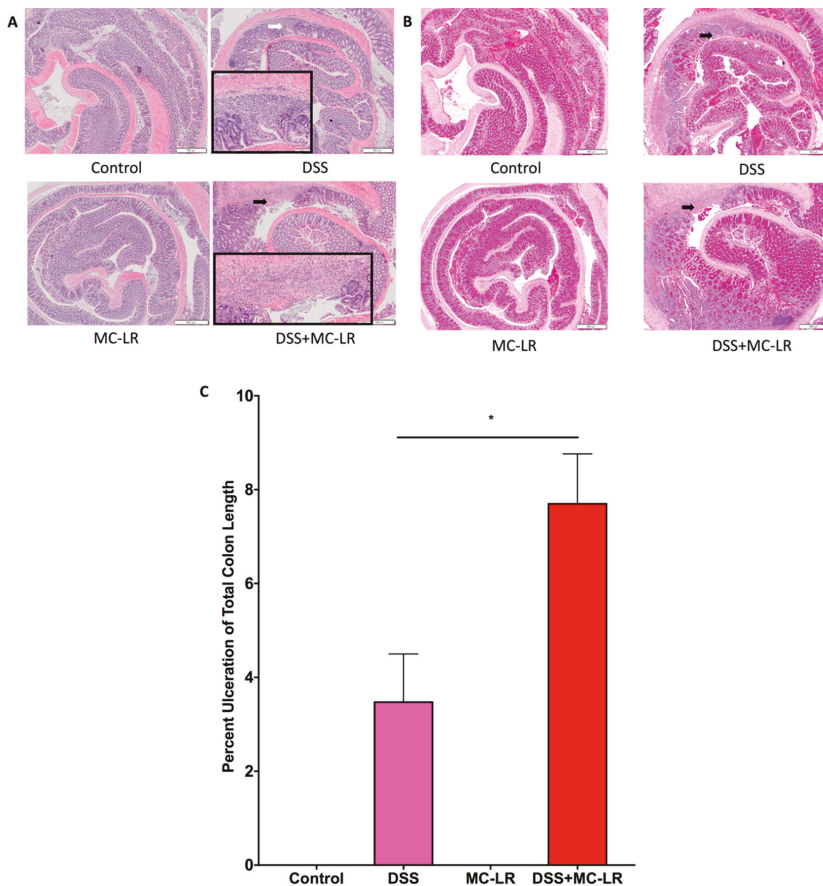 A
B
Control
DSS
Control
DSS
MC-LR
DSS+MC-LR
MC-LR
DSS+MC-LR
C
Percent Ulceration of Total Colon Length
10
8
6
4
2
0
*
Control DSS MC-LR DSS+MC-LR